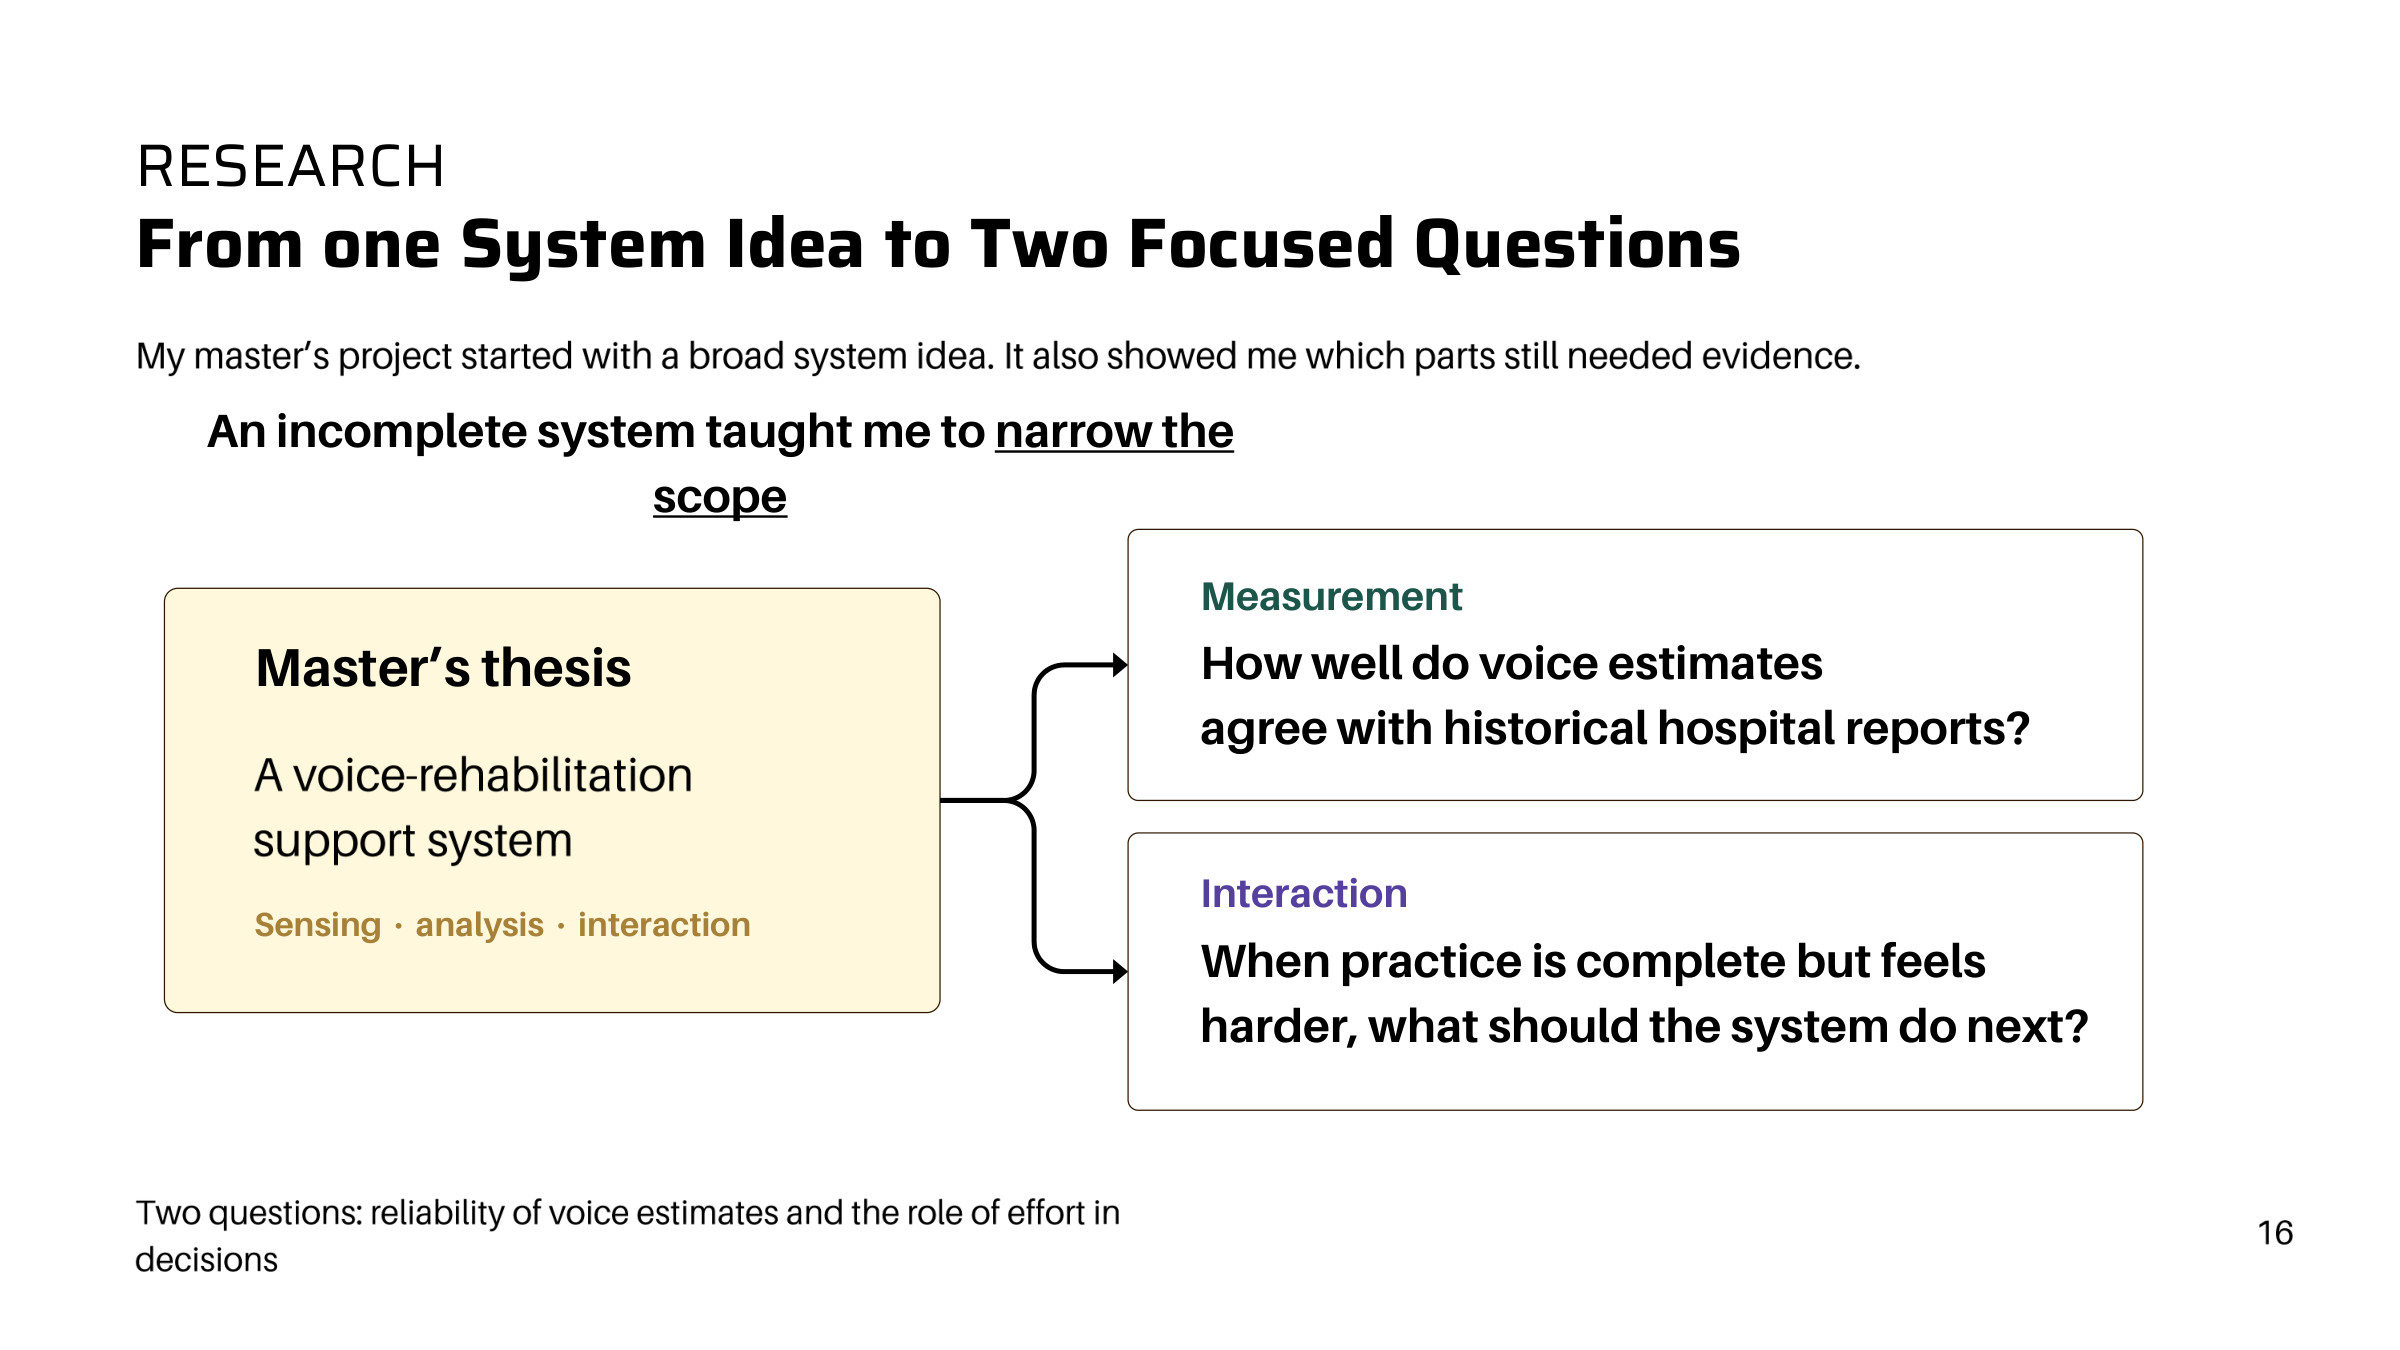 RESEARCH
From one System Idea to Two Focused Questions
My master’s project started with a broad system idea. It also showed me which parts still needed evidence.
An incomplete system taught me to narrow the
scope
Master’s thesis
A voice-rehabilitation
support system
Sensing · analysis · interaction
Measurement
How well do voice estimates
agree with historical hospital reports?
Interaction
When practice is complete but feels
harder, what should the system do next?
Two questions: reliability of voice estimates and the role of effort in
decisions
16